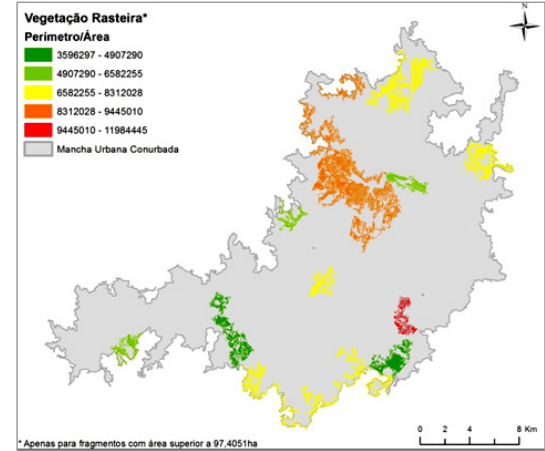 Vegetação Rasteira*
Perímetro/Área
3596297 - 4907290
4907290 - 6582255
6582255 - 8312028
8312028 - 9445010
9445010 - 11984445
Mancha Urbana Conurbada
N
0 2 4 8 Km
* Apenas para fragmentos com área superior a 97,4051ha